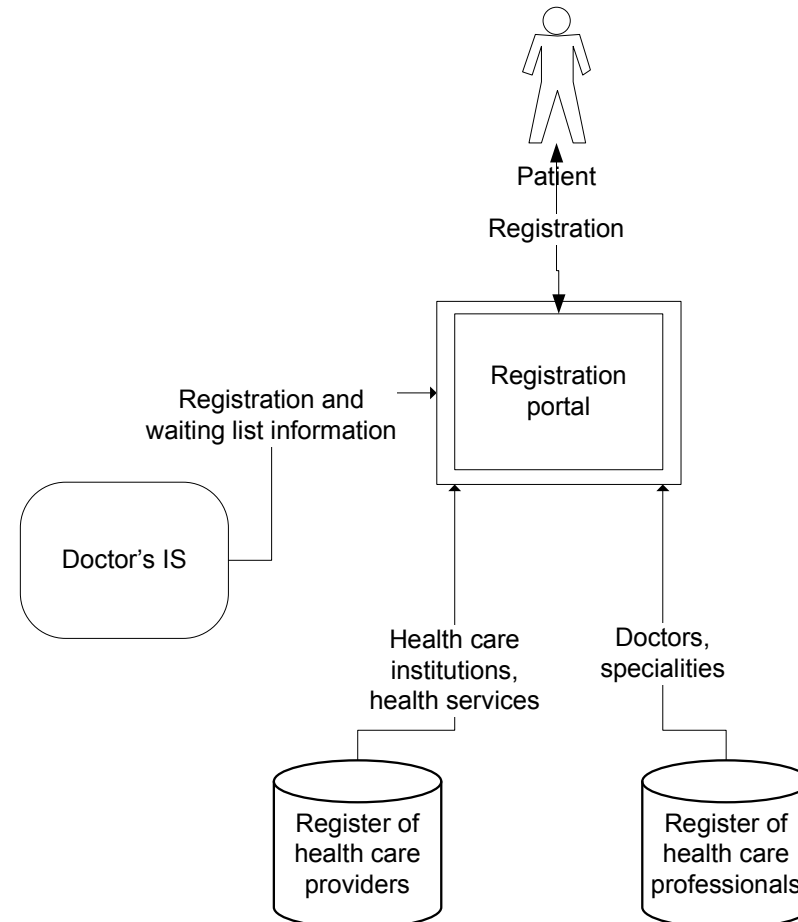 Patient
Registration
Registration
portal
Registration and
waiting list information
Doctor’s IS
Health care
institutions,
health services
Doctors,
specialities
Register of
health care
providers
Register of
health care
professionals